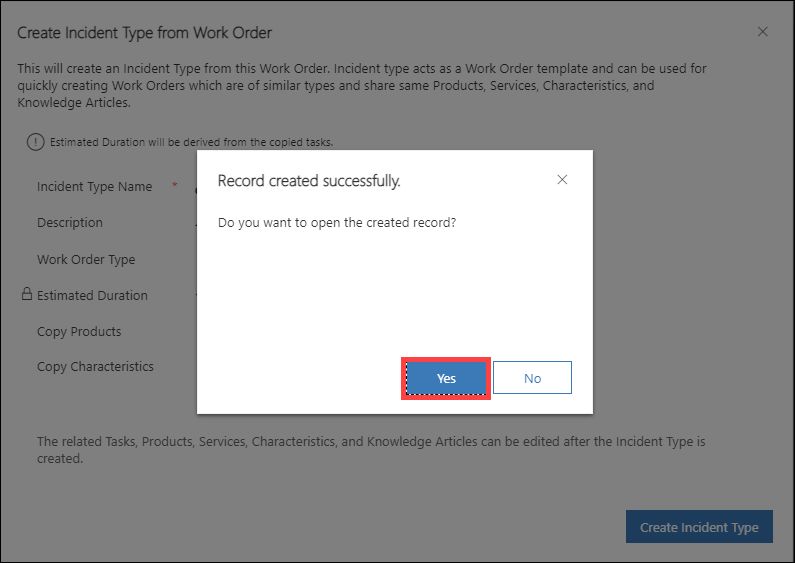 Create Incident Type from Work Order
This will create an Incident Type from this Work Order. Incident type acts as a Work Order template and can be used for
quickly creating Work Orders which are of similar types and share same Products, Services, Characteristics, and
Knowledge Articles.
Estimated Duration will be derived from the copied tasks.
Record created successfully.
Incident Type Name *
Description
Do you want to open the created record?
Work Order Type
Estimated Duration
Copy Products
Copy Characteristics
Yes
No
The related Tasks, Products, Services, Characteristics, and Knowledge Articles can be edited after the Incident Type is
created.
Create Incident Type